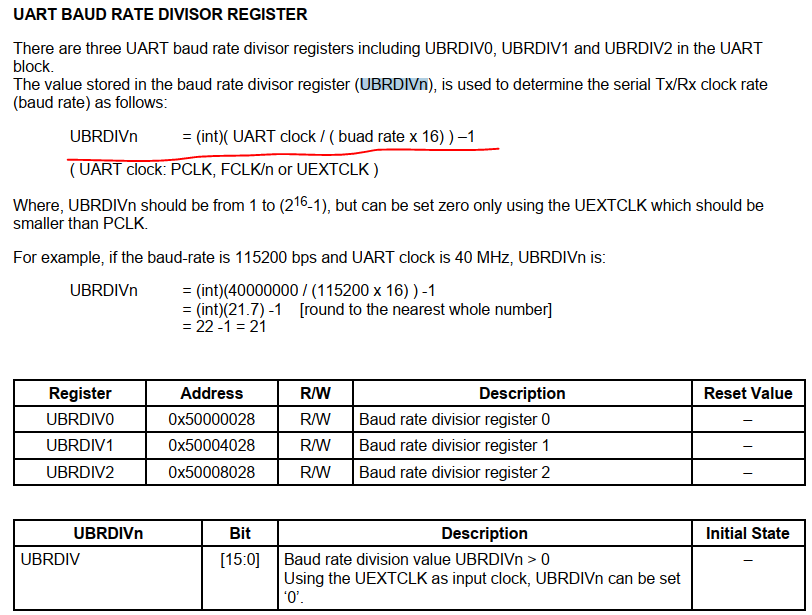 UART BAUD RATE DIVISOR REGISTER
There are three UART baud rate divisor registers including UBRDIV0, UBRDIV1 and UBRDIV2 in the UART
block.
The value stored in the baud rate divisor register (UBRDIVn), is used to determine the serial Tx/Rx clock rate
(baud rate) as follows:
UBRDIVn = (int)( UART clock / ( buad rate x 16) ) –1
( UART clock: PCLK, FCLK/n or UEXTCLK )
Where, UBRDIVn should be from 1 to (2^16-1), but can be set zero only using the UEXTCLK which should be
smaller than PCLK.
For example, if the baud-rate is 115200 bps and UART clock is 40 MHz, UBRDIVn is:
UBRDIVn = (int)(40000000 / (115200 x 16) ) -1
= (int)(21.7) -1 [round to the nearest whole number]
= 22 -1 = 21
Register Address R/W Description Reset Value
UBRDIV0 0x50000028 R/W Baud rate divisior register 0 –
UBRDIV1 0x50004028 R/W Baud rate divisior register 1 –
UBRDIV2 0x50008028 R/W Baud rate divisior register 2 –
UBRDIVn Bit Description Initial State
UBRDIV [15:0] Baud rate division value UBRDIVn > 0 –
Using the UEXTCLK as input clock, UBRDIVn can be set
'0'.